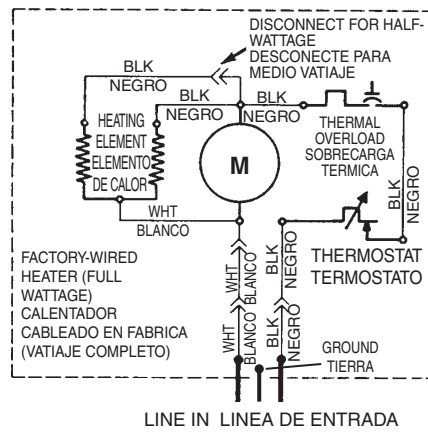 DISCONNECT FOR HALF-
WATTAGE
DESCONECTE PARA
MEDIO VATIAJE
BLK
NEGRO
BLK
NEGRO
BLK
NEGRO
HEATING
ELEMENT
ELEMENTO
DE CALOR
M
THERMAL
OVERLOAD
SOBRECARGA
TERMICA
BLK
NEGRO
WHT
BLANCO
THERMOSTAT
TERMOSTATO
FACTORY-WIRED
HEATER (FULL
WATTAGE)
CALENTADOR
CABLEADO EN FABRICA
(VATIAJE COMPLETO)
WHT
BLANCO
BLK
NEGRO
WHT
BLANCO
BLK
NEGRO
GROUND
TIERRA
LINE IN LINEA DE ENTRADA